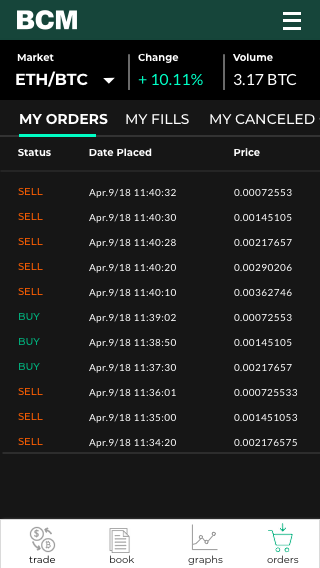 BCM
Market Change Volume
ETH/BTC + 10.11% 3.17 BTC
MY ORDERS MY FILLS MY CANCELED
Status Date Placed Price
SELL Apr.9/18 11:40:32 0.00072553
SELL Apr.9/18 11:40:30 0.00145105
SELL Apr.9/18 11:40:28 0.00217657
SELL Apr.9/18 11:40:20 0.00290206
SELL Apr.9/18 11:40:10 0.00362746
BUY Apr.9/18 11:39:02 0.00072553
BUY Apr.9/18 11:38:50 0.00145105
BUY Apr.9/18 11:37:30 0.00217657
SELL Apr.9/18 11:36:01 0.000725533
SELL Apr.9/18 11:35:00 0.001451053
SELL Apr.9/18 11:34:20 0.002176575
trade book graphs orders